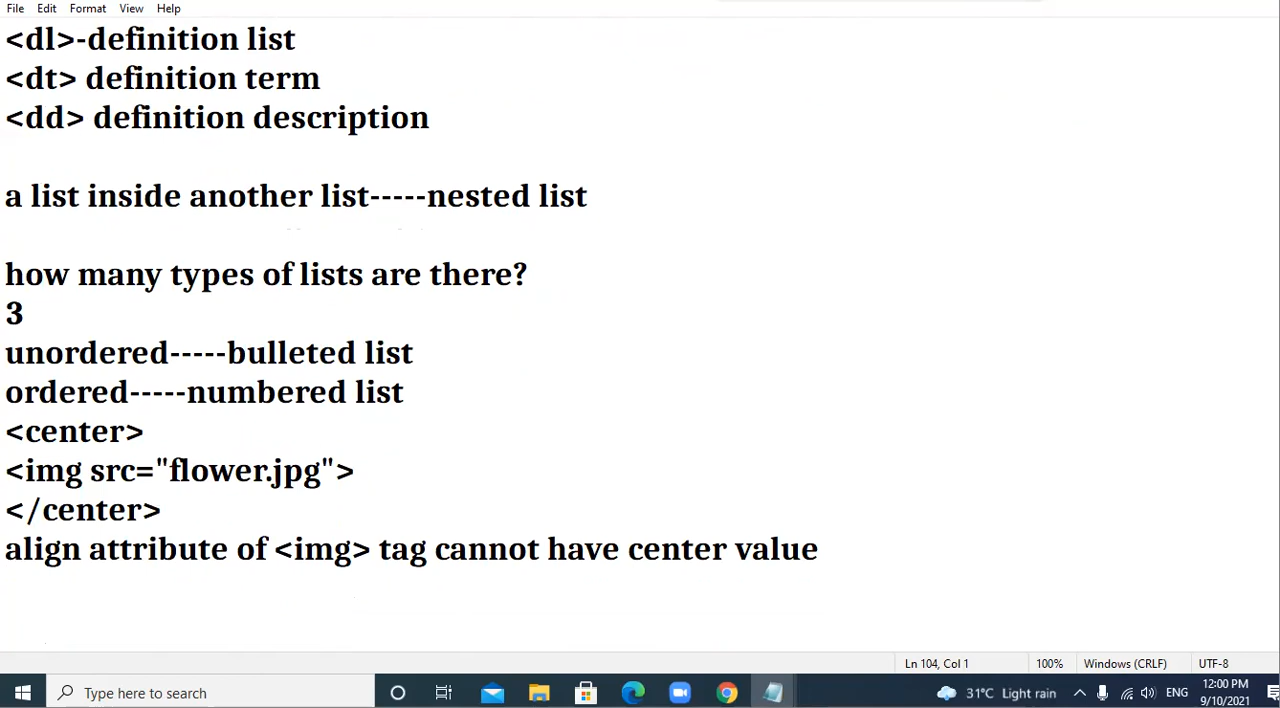 File Edit Format View Help
<dl>-definition list
<dt> definition term
<dd> definition description
a list inside another list-----nested list
how many types of lists are there?
3
unordered-----bulleted list
ordered-----numbered list
<center>
<img src="flower.jpg">
</center>
align attribute of <img> tag cannot have center value
Ln 104, Col 1 100% Windows (CRLF) UTF-8
Type here to search 31°C Light rain ENG 12:00 PM
9/10/2021